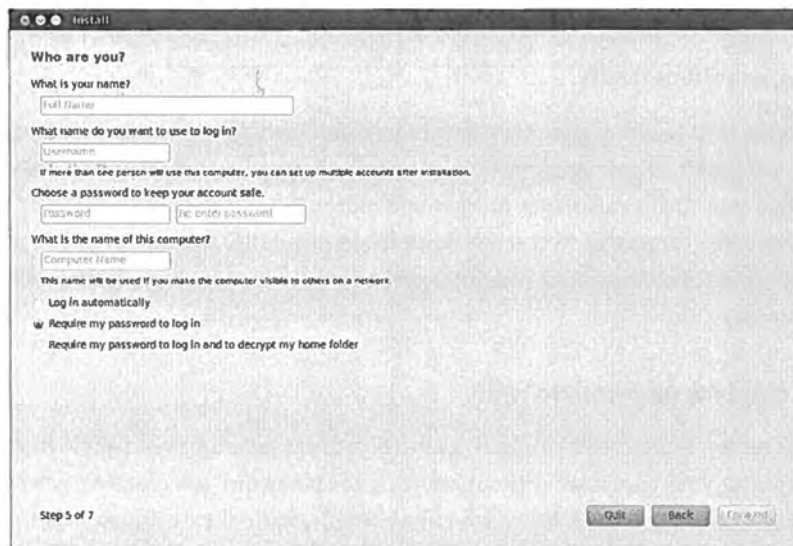 Install
Who are you?
What is your name?
Full Name
What name do you want to use to log in?
Username
If more than one person will use this computer, you can set up multiple accounts after installation.
Choose a password to keep your account safe.
Password Re-enter password
What is the name of this computer?
Computer Name
This name will be used if you make the computer visible to others on a network.
Log in automatically
Require my password to log in
Require my password to log in and to decrypt my home folder
Step 5 of 7 Quit Back Forward